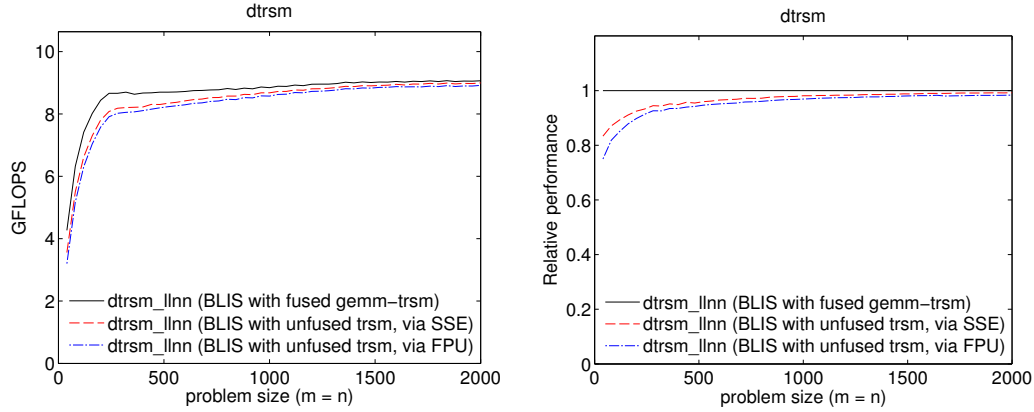 dtrsm
10
8
6
4
2
0
GFLOPS
dtrsm_llnn (BLIS with fused gemm−trsm)
dtrsm_llnn (BLIS with unfused trsm, via SSE)
dtrsm_llnn (BLIS with unfused trsm, via FPU)
0 500 1000 1500 2000
problem size (m = n)
dtrsm
1.2
1
0.8
0.6
0.4
0.2
0
Relative performance
dtrsm_llnn (BLIS with fused gemm−trsm)
dtrsm_llnn (BLIS with unfused trsm, via SSE)
dtrsm_llnn (BLIS with unfused trsm, via FPU)
0 500 1000 1500 2000
problem size (m = n)